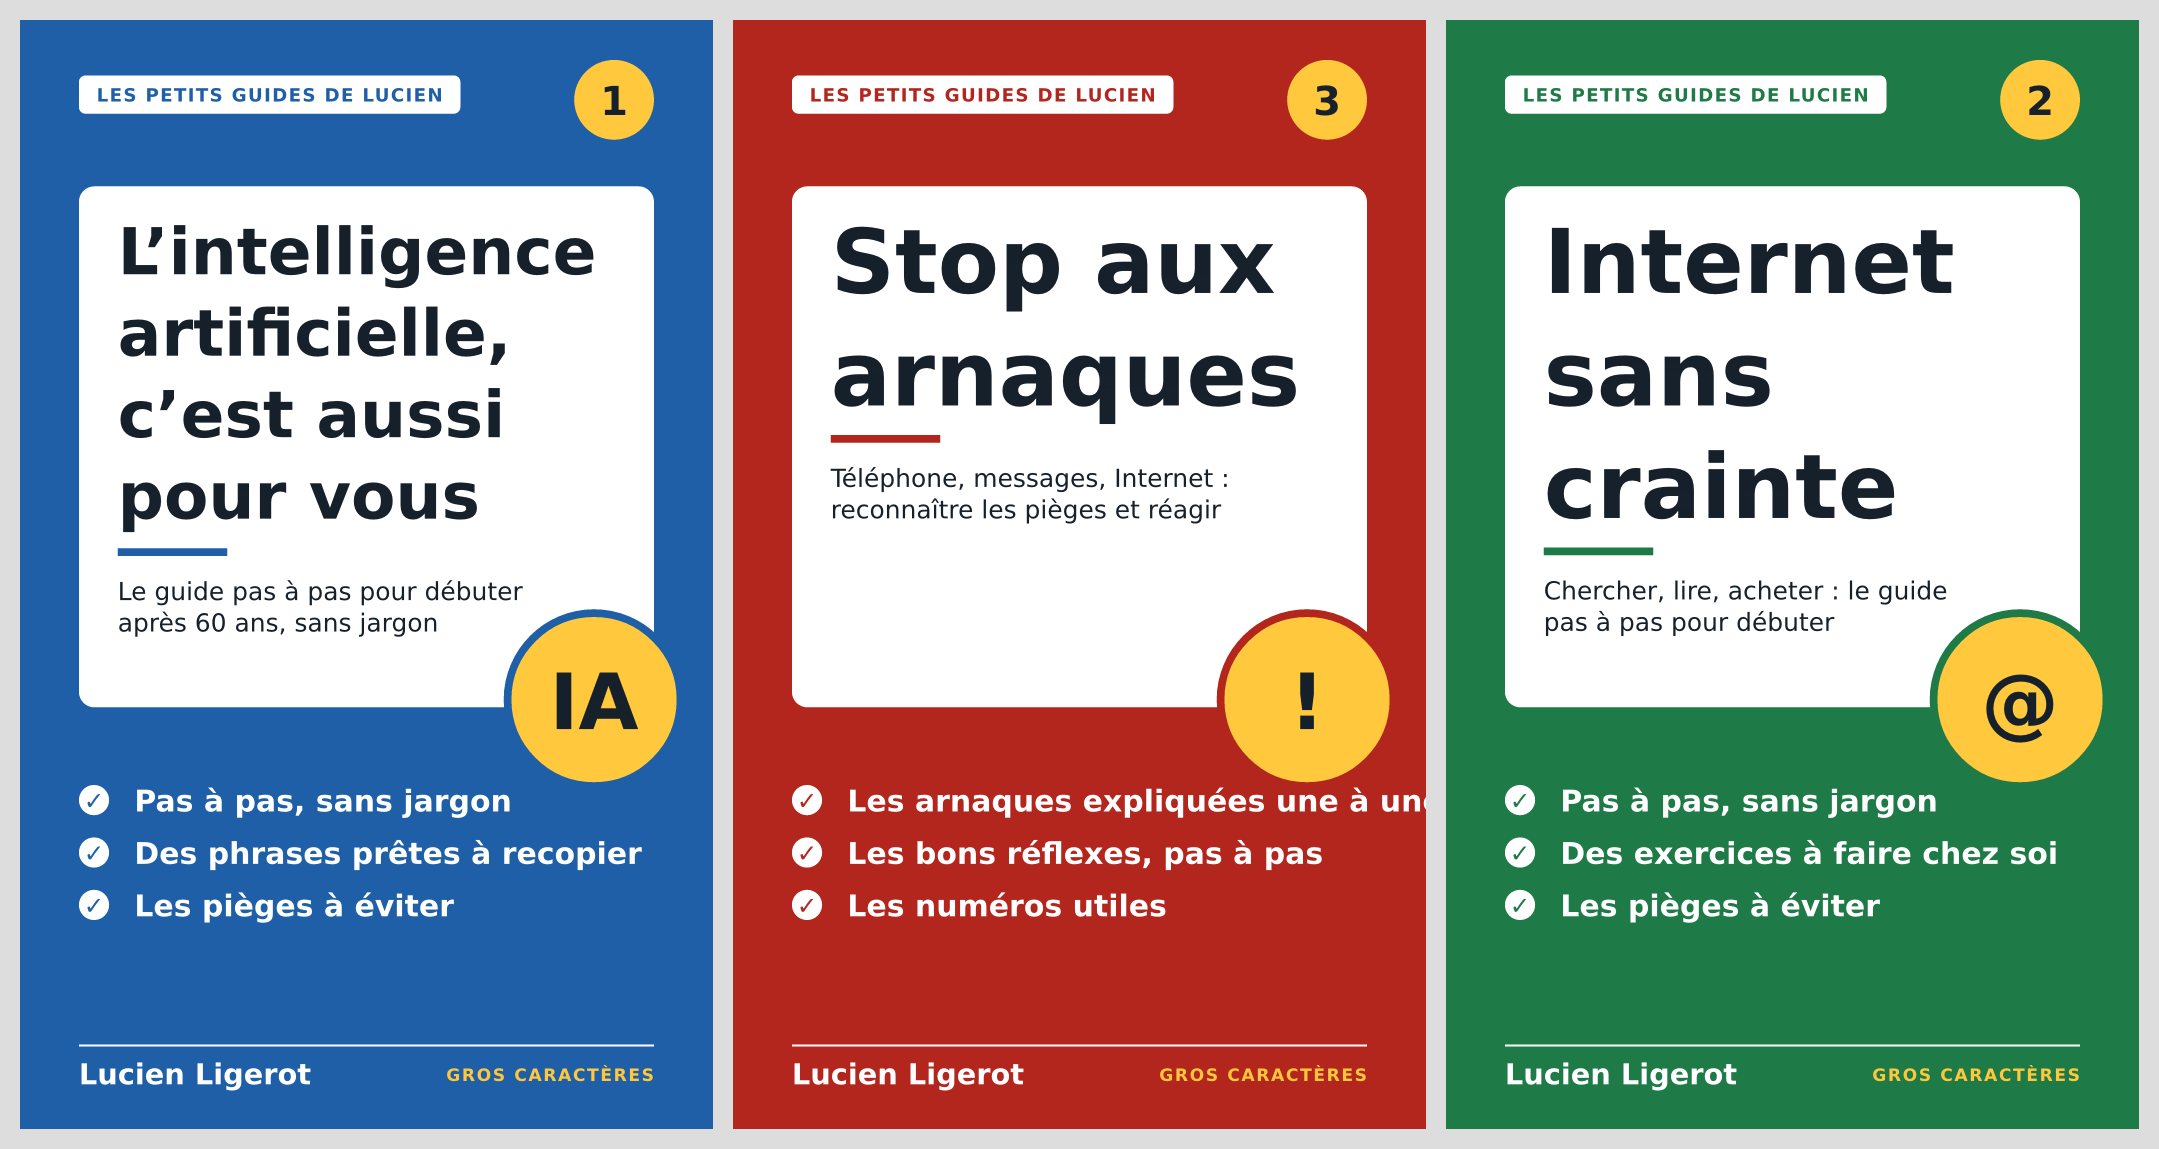 LES PETITS GUIDES DE LUCIEN
1
L’intelligence
artificielle,
c’est aussi
pour vous
Le guide pas à pas pour débuter
après 60 ans, sans jargon
IA
✓ Pas à pas, sans jargon
✓ Des phrases prêtes à recopier
✓ Les pièges à éviter
Lucien Ligerot
GROS CARACTÈRES
LES PETITS GUIDES DE LUCIEN
3
Stop aux
arnaques
Téléphone, messages, Internet :
reconnaître les pièges et réagir
!
✓ Les arnaques expliquées une à
✓ Les bons réflexes, pas à pas
✓ Les numéros utiles
Lucien Ligerot
GROS CARACTÈRES
LES PETITS GUIDES DE LUCIEN
2
Internet
sans
crainte
Chercher, lire, acheter : le guide
pas à pas pour débuter
@
✓ Pas à pas, sans jargon
✓ Des exercices à faire chez soi
✓ Les pièges à éviter
Lucien Ligerot
GROS CARACTÈRES